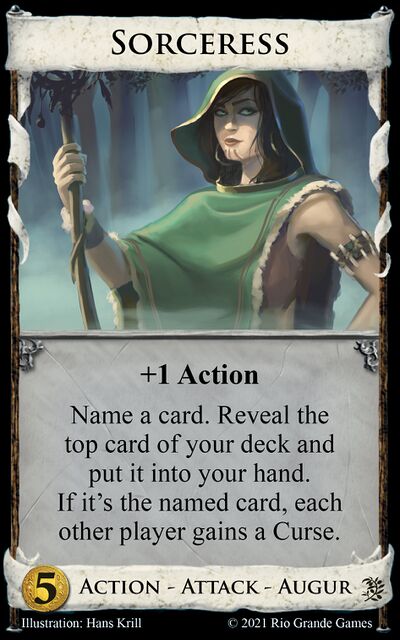 Sorceress
+1 Action
Name a card. Reveal the
top card of your deck and
put it into your hand.
If it’s the named card, each
other player gains a Curse.
5 Action - Attack - Augur
Illustration: Hans Krill © 2021 Rio Grande Games